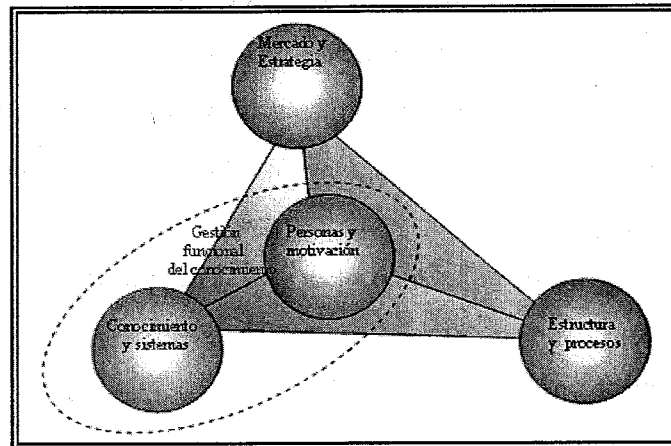 Mercado y
Estrategia
Gestión
funcional
del conocimiento
Personas y
motivación
Conocimiento
y sistemas
Estructura
y procesos